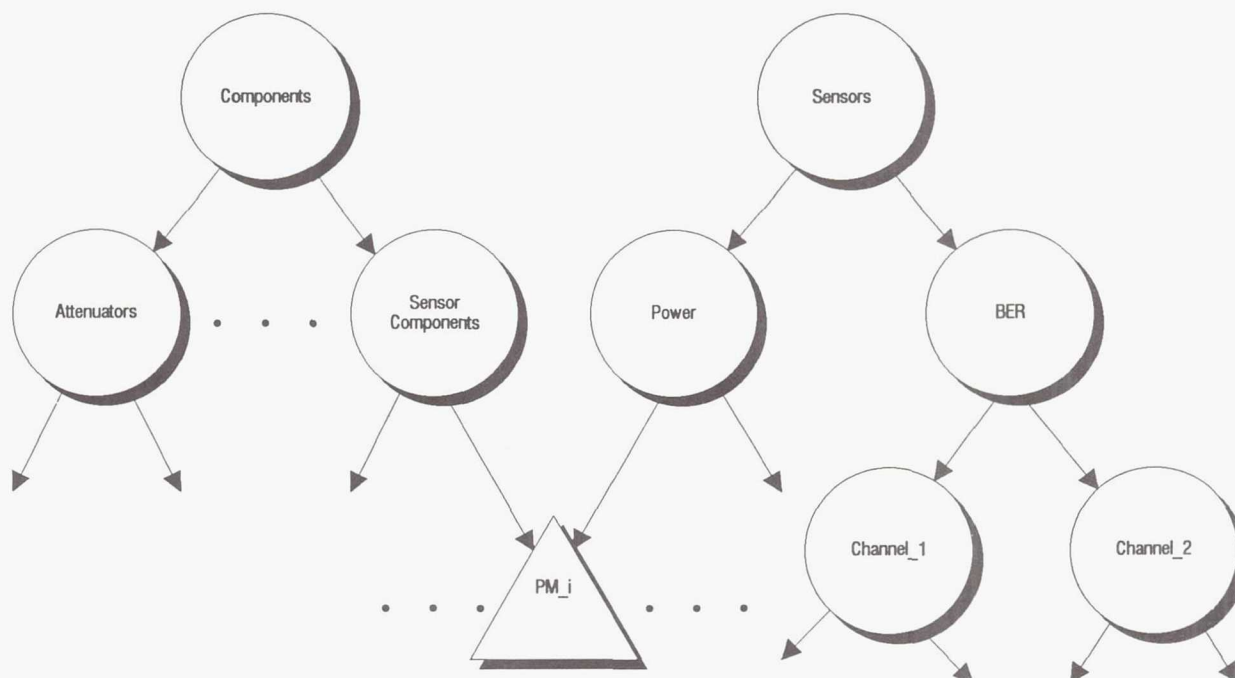 Components
Sensors
Attenuators
Sensor
Components
Power
BER
PM_i
Channel_1
Channel_2